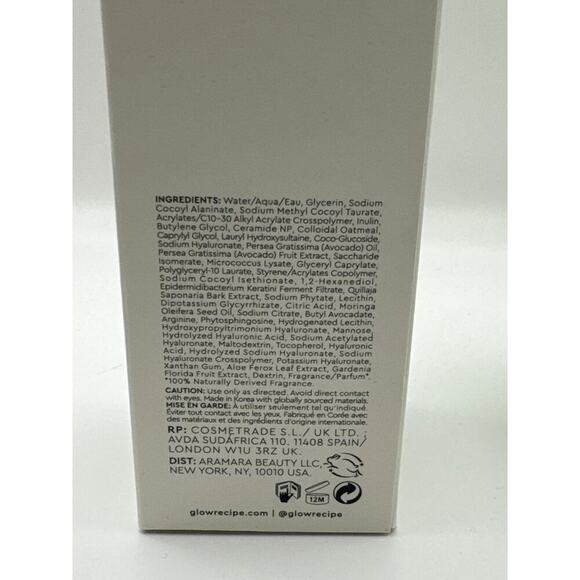 INGREDIENTS: Water/Aqua/Eau, Glycerin, Sodium
Cocoyl Alaninate, Sodium Methyl Cocoyl Taurate,
Acrylates/C10-30 Alkyl Acrylate Crosspolymer, Inulin,
Butylene Glycol, Ceramide NP, Colloidal Oatmeal,
Caprylyl Glycol, Lauryl Hydroxysultaine, Coco-Glucoside,
Sodium Hyaluronate, Persea Gratissima (Avocado) Oil,
Persea Gratissima (Avocado) Fruit Extract, Saccharide
Isomerate, Micrococcus Lysate, Glyceryl Caprylate,
Polyglyceryl-10 Laurate, Styrene/Acrylates Copolymer,
Sodium Cocoyl Isethionate, 1,2-Hexanediol,
Epidermidibacterium Keratini Ferment Filtrate, Quillaja
Saponaria Bark Extract, Sodium Phytate, Lecithin,
Dipotassium Glycyrrhizate, Citric Acid, Moringa
Oleifera Seed Oil, Sodium Citrate, Butyl Avocadate,
Arginine, Phytosphingosine, Hydrogenated Lecithin,
Hydroxypropyltrimonium Hyaluronate, Mannose,
Hydrolyzed Hyaluronic Acid, Sodium Acetylated
Hyaluronate, Maltodextrin, Tocopherol, Hyaluronic
Acid, Hydrolyzed Sodium Hyaluronate, Sodium
Hyaluronate Crosspolymer, Potassium Hyaluronate,
Xanthan Gum, Aloe Ferox Leaf Extract, Gardenia
Florida Fruit Extract, Dextrin, Fragrance/Parfum*.
*100% Naturally Derived Fragrance.
CAUTION: Use only as directed. Avoid direct contact
with eyes. Made in Korea with globally sourced materials.
MISE EN GARDE: À utiliser seulement tel qu'indiqué.
Éviter tout contact avec les yeux. Fabriqué en Corée avec
des matériaux et des ingrédients d'origine internationale.
RP: COSMETRADE S.L./ UK LTD. ;
AVDA SUDÁFRICA 110. 11408 SPAIN/
LONDON W1U 3RZ UK.
DIST: ARAMARA BEAUTY LLC,
NEW YORK, NY, 10010 USA.
12M
glowrecipe.com | @glowrecipe